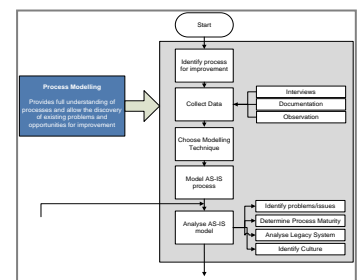 Start
Identify process
for improvement
Process Modelling
Provides full understanding of
processes and allow the discovery
of existing problems and
opportunities for improvement
Collect Data
Interviews
Documentation
Observation
Choose Modelling
Technique
Model AS-IS
process
Analyse AS-IS
model
Identify problems/issues
Determine Process Maturity
Analyse Legacy System
Identify Culture